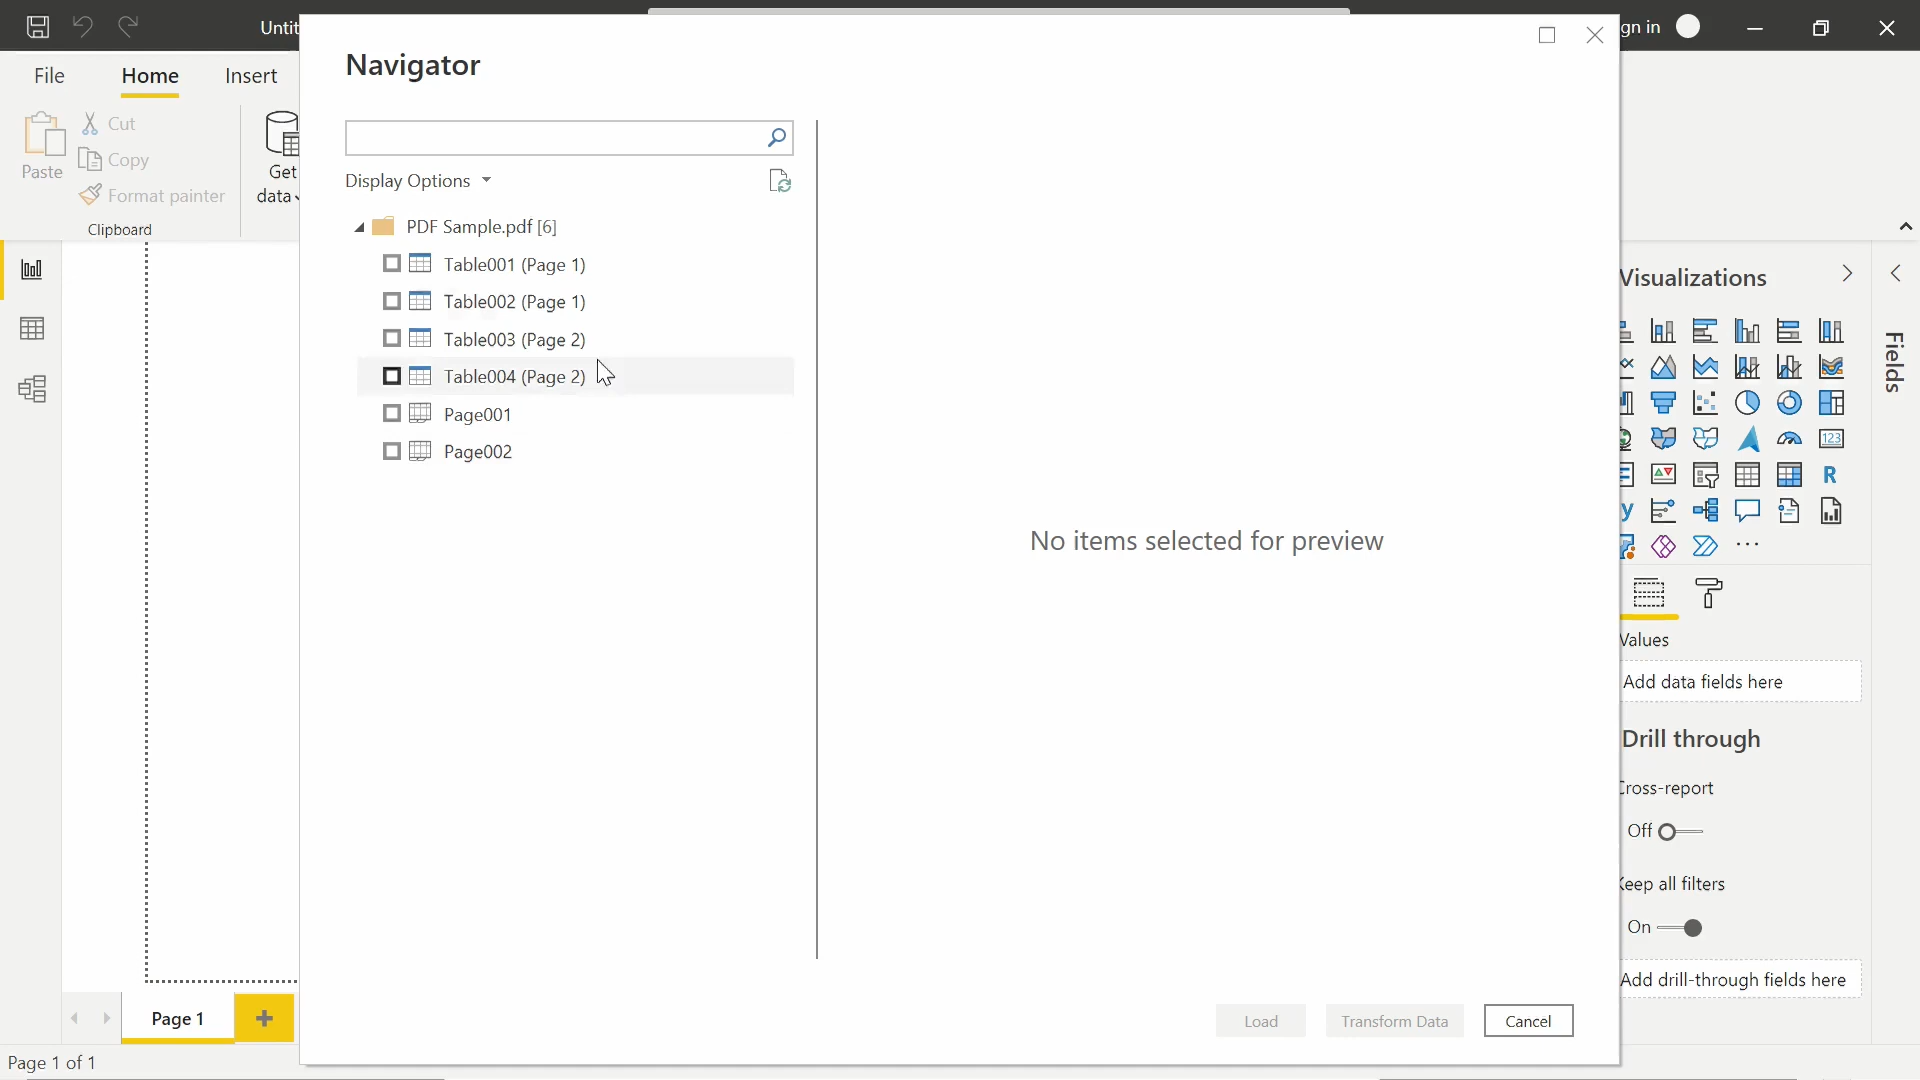 Untit
gn in
File
Home
Insert
Paste
Cut
Copy
Format painter
Clipboard
Get
data
Navigator
Display Options
PDF Sample.pdf [6]
Table001 (Page 1)
Table002 (Page 1)
Table003 (Page 2)
Table004 (Page 2)
Page001
Page002
No items selected for preview
Load
Transform Data
Cancel
Visualizations
Fields
123
R
y
Values
Add data fields here
Drill through
Cross-report
Off
Keep all filters
On
Add drill-through fields here
Page 1
Page 1 of 1